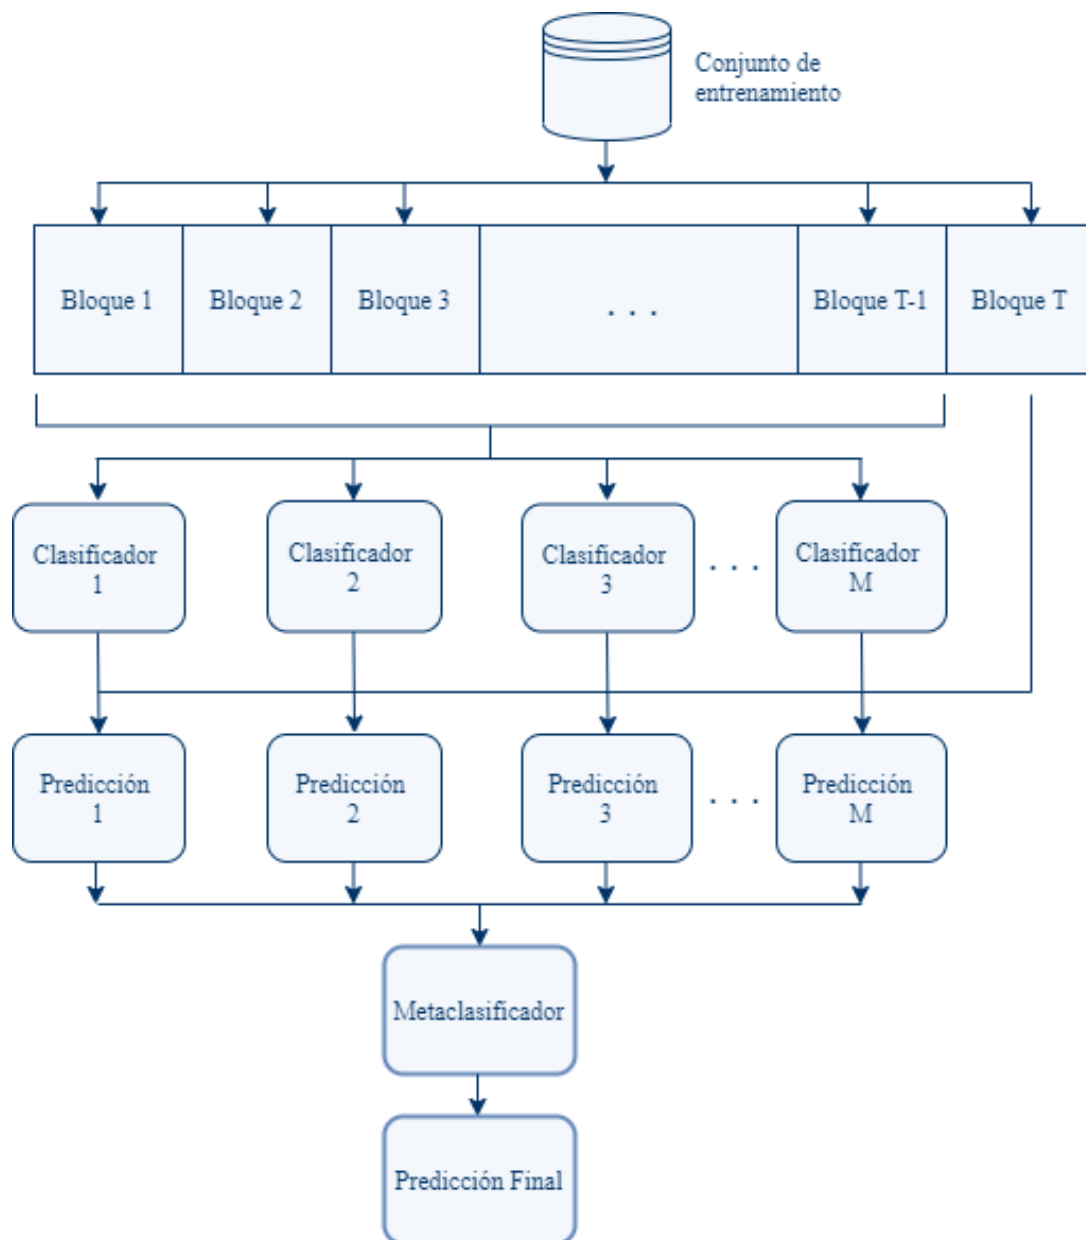 Conjunto de
entrenamiento
Bloque 1
Bloque 2
Bloque 3
. . .
Bloque T-1
Bloque T
Clasificador
1
Clasificador
2
Clasificador
3
. . .
Clasificador
M
Predicción
1
Predicción
2
Predicción
3
. . .
Predicción
M
Metaclasificador
Predicción Final